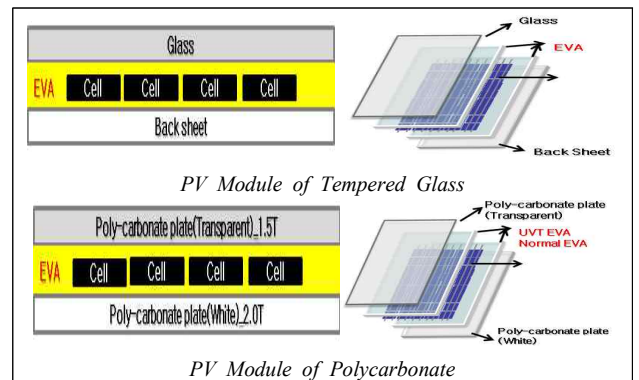 Glass
EVA Cell Cell Cell Cell
Back sheet
Glass
EVA
Back Sheet
PV Module of Tempered Glass
Poly-carbonate plate(Transparent)_1.5T
EVA Cell Cell Cell Cell
Poly-carbonate plate(White)_2.0T
Poly-carbonate plate
(Transparent)
UVT EVA
Normal EVA
Poly-carbonate plate
(White)
PV Module of Polycarbonate